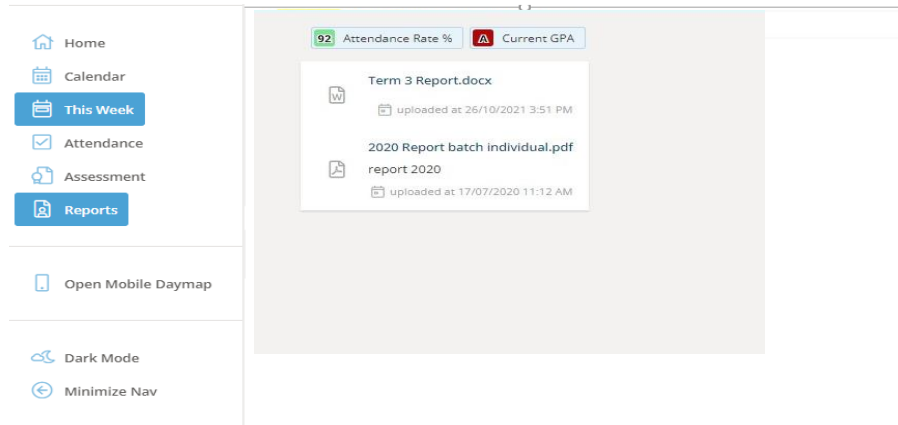 Home
Calendar
This Week
Attendance
Assessment
Reports
Open Mobile Daymap
Dark Mode
Minimize Nav
92 Attendance Rate % A Current GPA
Term 3 Report.docx
uploaded at 26/10/2021 3:51 PM
2020 Report batch individual.pdf
report 2020
uploaded at 17/07/2020 11:12 AM